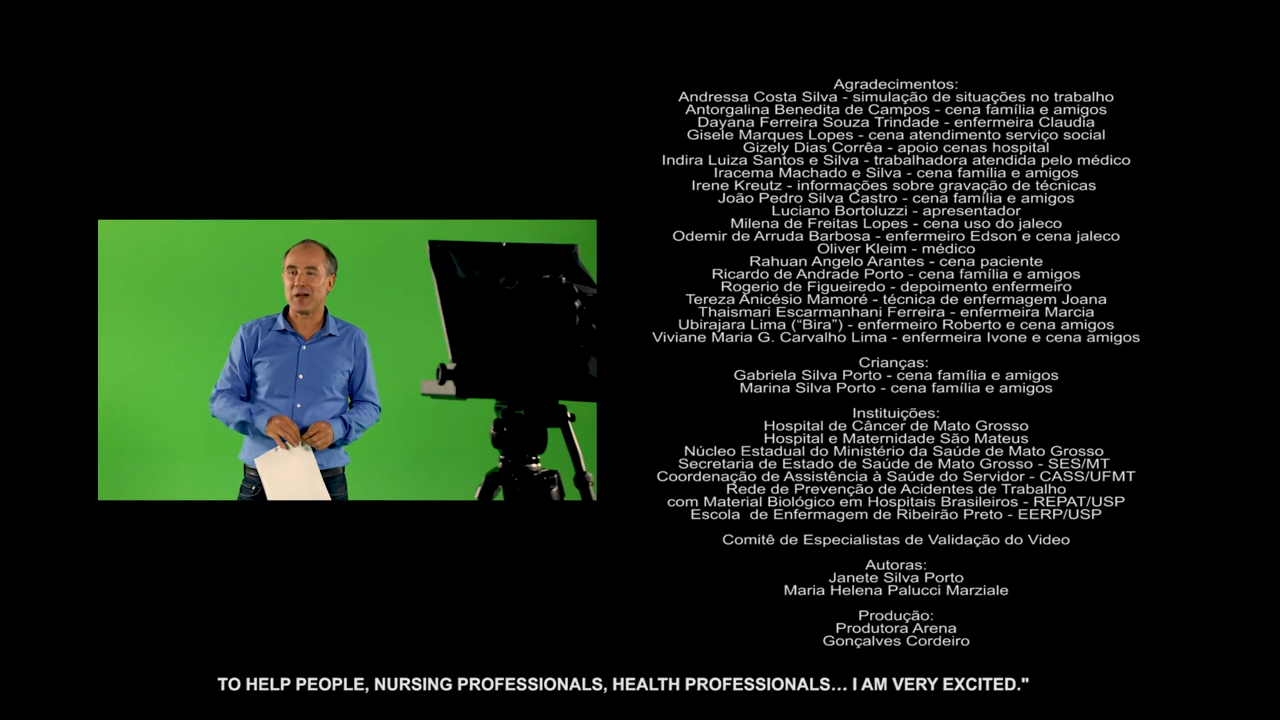 Agradecimentos:
Andressa Costa Silva - simulação de situações no trabalho
Antorgalina Benedita de Campos - cena família e amigos
Dayana Ferreira Souza Trindade - enfermeira Claudia
Gisele Marques Lopes - cena atendimento serviço social
Gizely Dias Corrêa - apoio cenas hospital
Indira Luiza Santos e Silva - trabalhadora atendida pelo médico
Iracema Machado e Silva - cena família e amigos
Irene Kreutz - informações sobre gravação de técnicas
João Pedro Silva Castro - cena família e amigos
Luciano Bortoluzzi - apresentador
Milena de Freitas Lopes - cena uso do jaleco
Odemir de Arruda Barbosa - enfermeiro Edson e cena jaleco
Oliver Kleim - médico
Rahuan Angelo Arantes - cena paciente
Ricardo de Andrade Porto - cena família e amigos
Rogerio de Figueiredo - depoimento enfermeiro
Tereza Anicésio Mamoré - técnica de enfermagem Joana
Thaismari Escarmanhani Ferreira - enfermeira Marcia
Ubirajara Lima (“Bira”) - enfermeiro Roberto e cena amigos
Viviane Maria G. Carvalho Lima - enfermeira Ivone e cena amigos
Crianças:
Gabriela Silva Porto - cena família e amigos
Marina Silva Porto - cena família e amigos
Instituições:
Hospital de Câncer de Mato Grosso
Hospital e Maternidade São Mateus
Núcleo Estadual do Ministério da Saúde de Mato Grosso
Secretaria de Estado de Saúde de Mato Grosso - SES/MT
Coordenação de Assistência à Saúde do Servidor - CASS/UFMT
Rede de Prevenção de Acidentes de Trabalho
com Material Biológico em Hospitais Brasileiros - REPAT/USP
Escola de Enfermagem de Ribeirão Preto - EERP/USP
Comitê de Especialistas de Validação do Video
Autoras:
Janete Silva Porto
Maria Helena Palucci Marziale
Produção:
Produtora Arena
Gonçalves Cordeiro
TO HELP PEOPLE, NURSING PROFESSIONALS, HEALTH PROFESSIONALS... I AM VERY EXCITED."